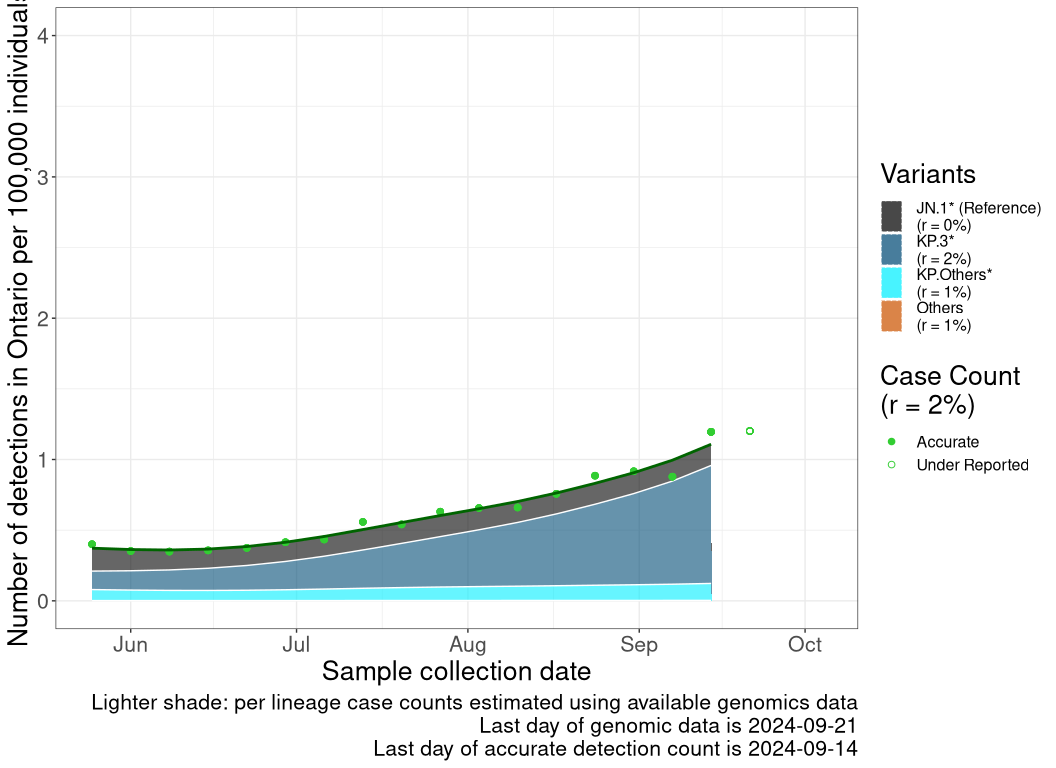 Number of detections in Ontario per 100,000 individuals
4
3
2
1
0
Jun
Jul
Aug
Sep
Oct
Sample collection date
Lighter shade: per lineage case counts estimated using available genomics data
Last day of genomic data is 2024-09-21
Last day of accurate detection count is 2024-09-14
Variants
JN.1* (Reference)
(r = 0%)
KP.3*
(r = 2%)
KP.Others*
(r = 1%)
Others
(r = 1%)
Case Count
(r = 2%)
Accurate
Under Reported